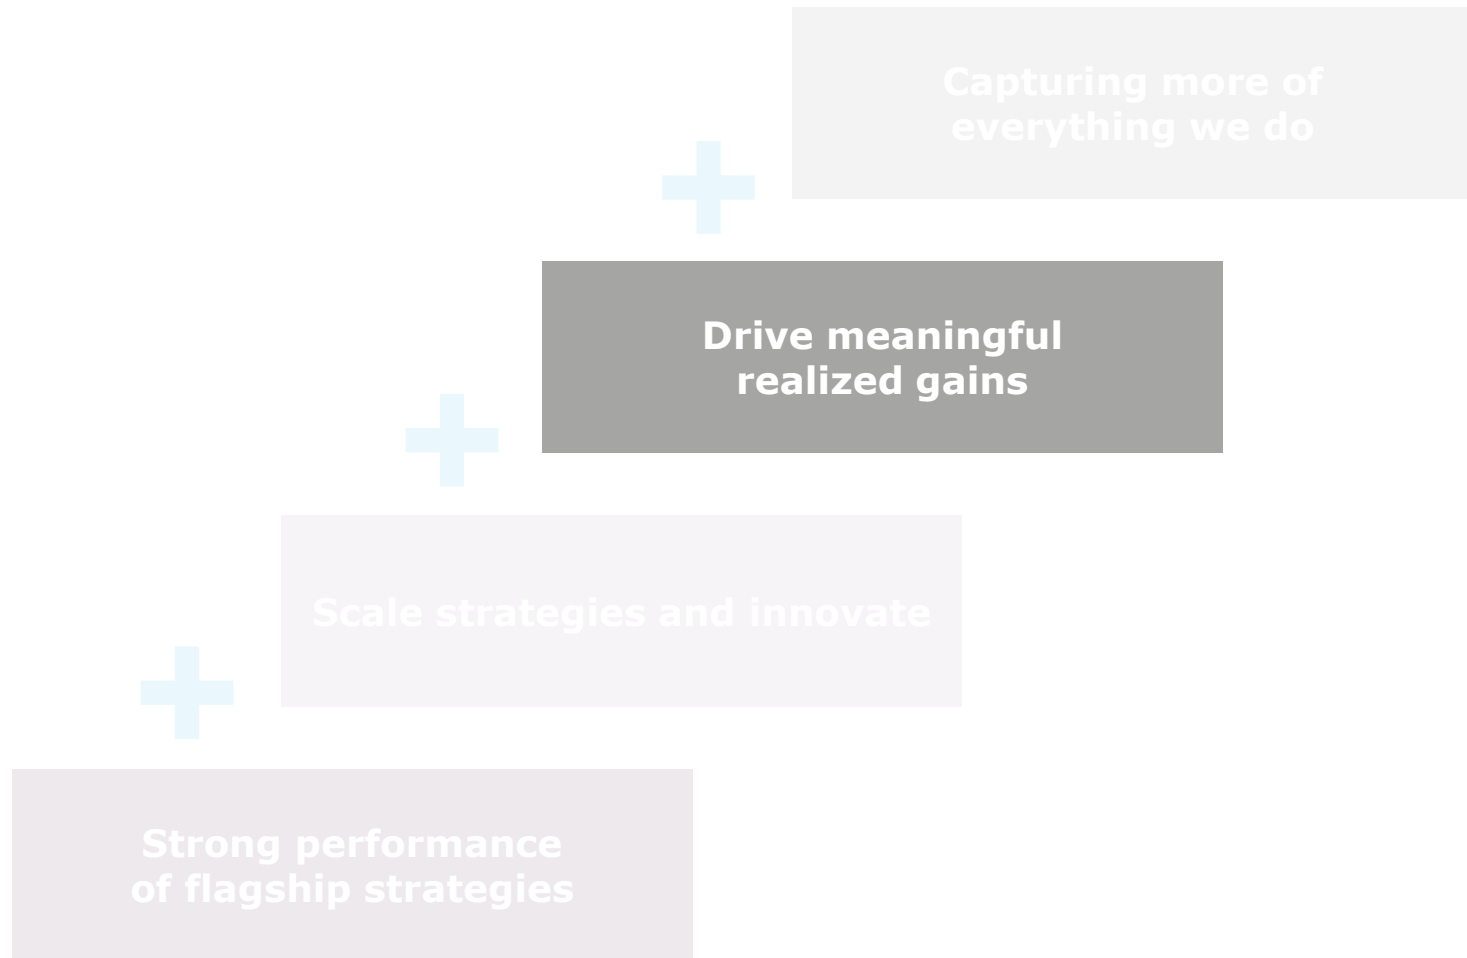 Capturing more of
everything we do
Drive meaningful
realized gains
Scale strategies and innovate
Strong performance
of flagship strategies